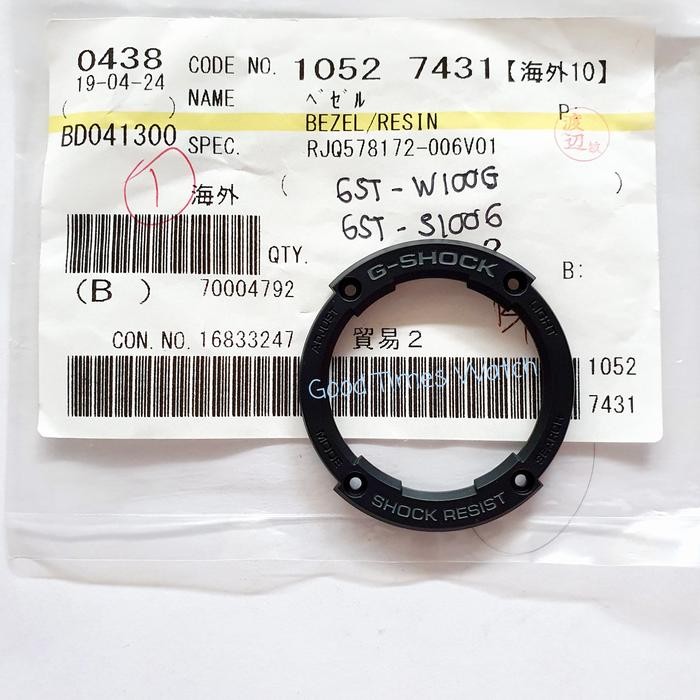 0438 CODE NO. 1052 7431【海外10】
19-04-24
( ) NAME ベゼル P:
BEZEL/RESIN
BD041300 SPEC. RJQ578172-006V01
渡辺
1 海外 ( GST-W100G )
GST-S100G
QTY. B:
(B ) 70004792
CON.NO.16833247 貿易2
1052
7431
Good Times Watch
G-SHOCK
ADJUST LIGHT
MODE SEARCH
SHOCK RESIST